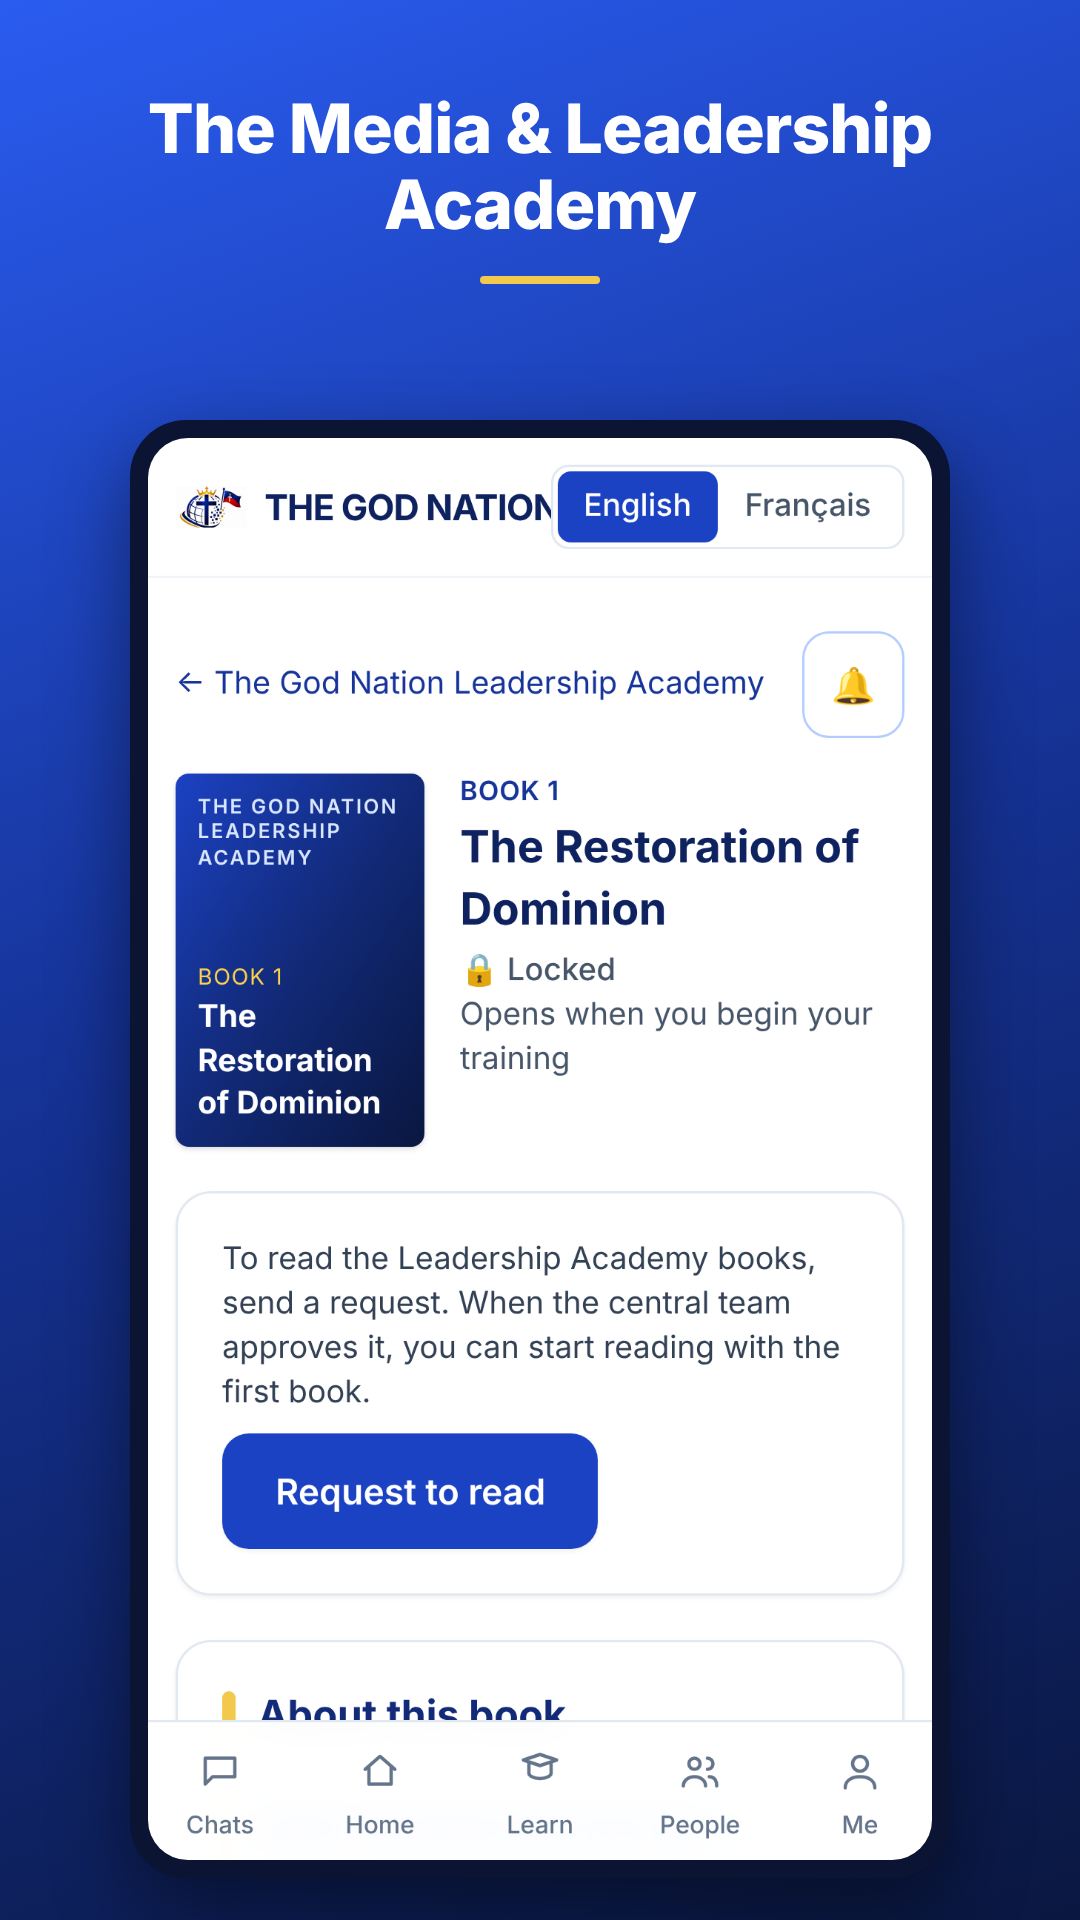 The Media & Leadership
Academy
THE GOD NATION
English
Français
← The God Nation Leadership Academy
THE GOD NATION
LEADERSHIP
ACADEMY
BOOK 1
The
Restoration
of Dominion
BOOK 1
The Restoration of
Dominion
🔒 Locked
Opens when you begin your
training
To read the Leadership Academy books,
send a request. When the central team
approves it, you can start reading with the
first book.
Request to read
About this book
Chats
Home
Learn
People
Me